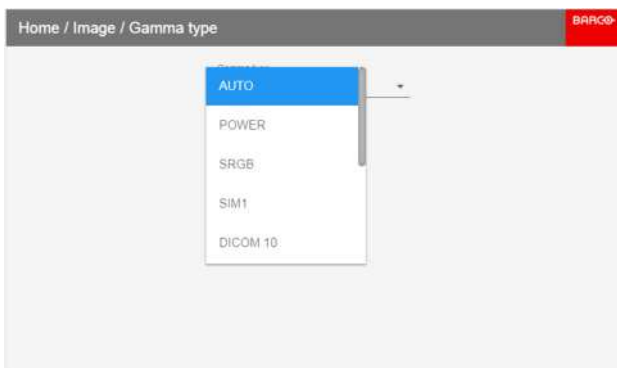 Home / Image / Gamma type
BARCO
AUTO
POWER
SRGB
SIM1
DICOM 10